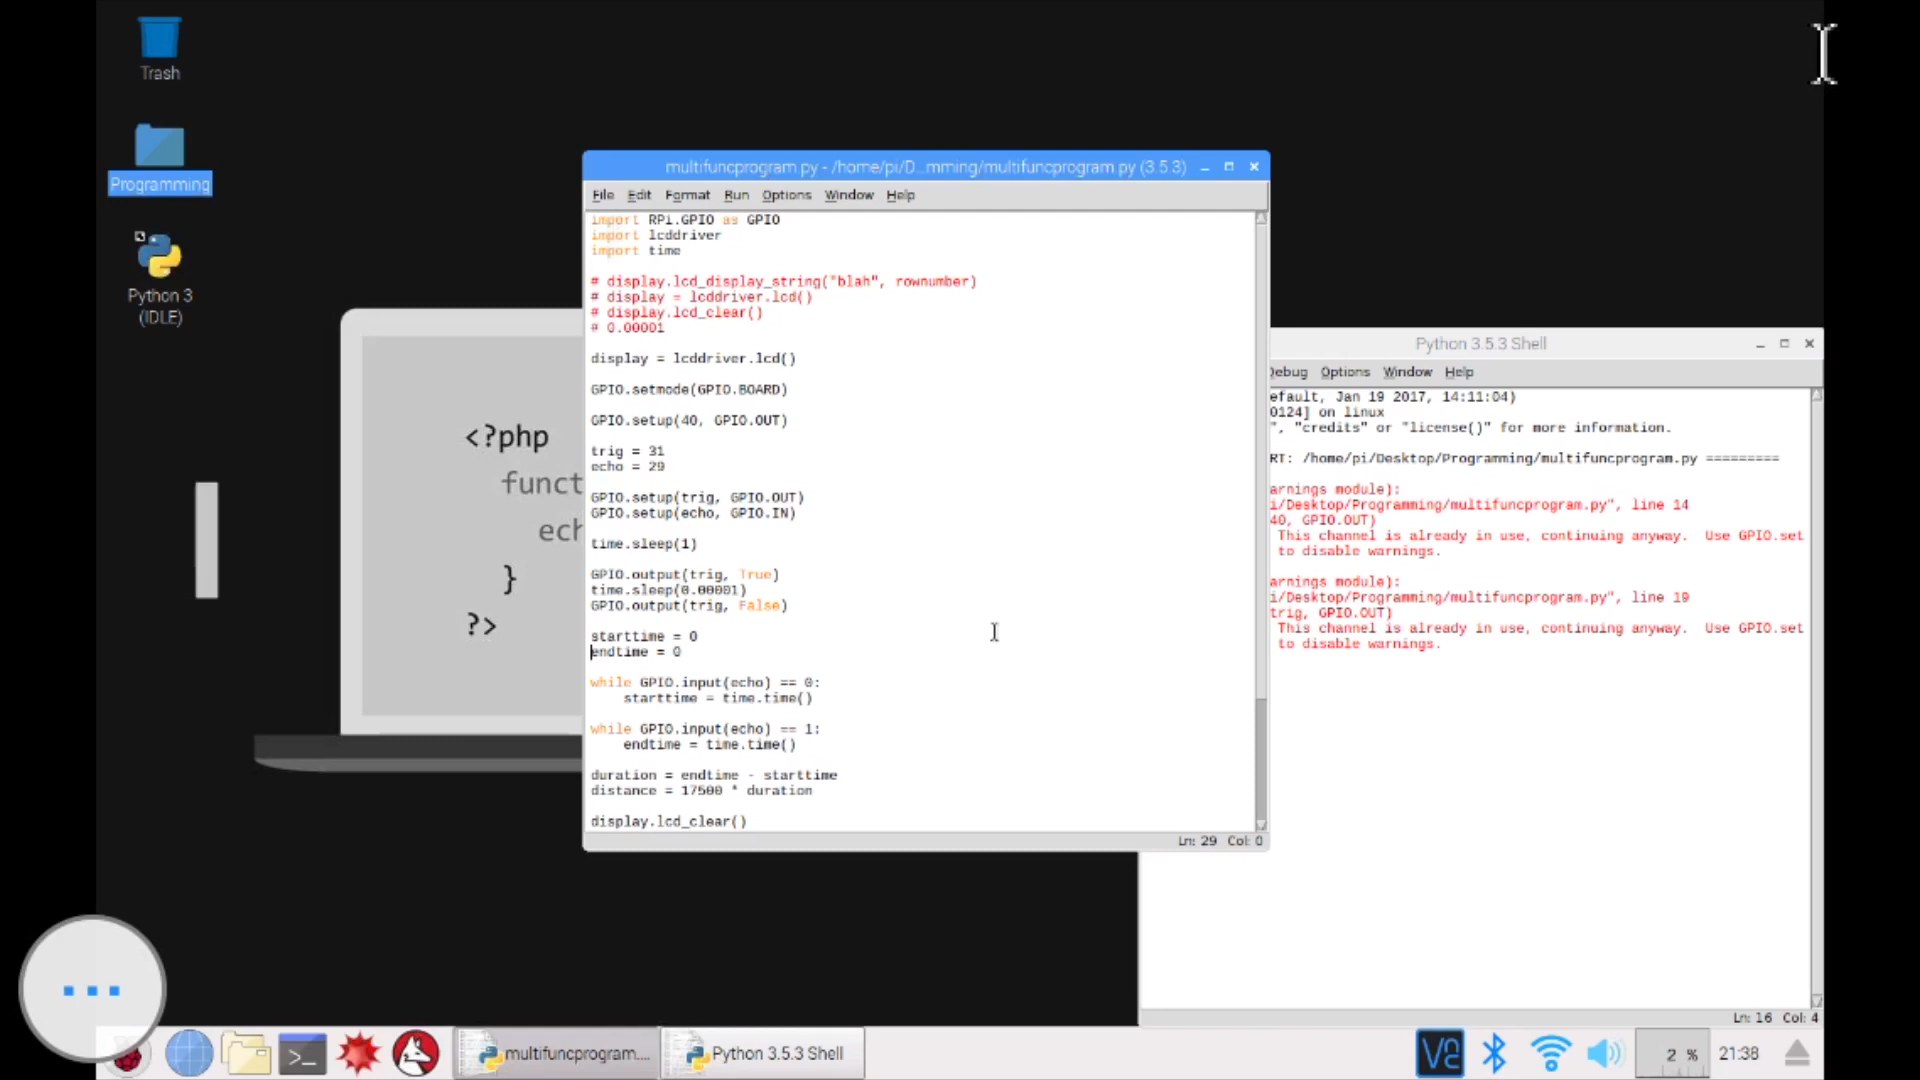 Trash
Programming
Python 3
(IDLE)
<?php
funct
ech
}
?>
multifuncprogram.py - /home/pi/D...mming/multifuncprogram.py (3.5.3)
File Edit Format Run Options Window Help
import RPi.GPIO as GPIO
import lcddriver
import time
# display.lcd_display_string("blah", rownumber)
# display = lcddriver.lcd()
# display.lcd_clear()
# 0.00001
display = lcddriver.lcd()
GPIO.setmode(GPIO.BOARD)
GPIO.setup(40, GPIO.OUT)
trig = 31
echo = 29
GPIO.setup(trig, GPIO.OUT)
GPIO.setup(echo, GPIO.IN)
time.sleep(1)
GPIO.output(trig, True)
time.sleep(0.00001)
GPIO.output(trig, False)
starttime = 0
endtime = 0
while GPIO.input(echo) == 0:
    starttime = time.time()
while GPIO.input(echo) == 1:
    endtime = time.time()
duration = endtime - starttime
distance = 17500 * duration
display.lcd_clear()
Ln: 29 Col: 0
Python 3.5.3 Shell
Debug Options Window Help
efault, Jan 19 2017, 14:11:04)
0124] on linux
", "credits" or "license()" for more information.
RT: /home/pi/Desktop/Programming/multifuncprogram.py =========
arnings module):
i/Desktop/Programming/multifuncprogram.py", line 14
40, GPIO.OUT)
This channel is already in use, continuing anyway.  Use GPIO.set
to disable warnings.
arnings module):
i/Desktop/Programming/multifuncprogram.py", line 19
trig, GPIO.OUT)
This channel is already in use, continuing anyway.  Use GPIO.set
to disable warnings.
Ln: 16 Col: 4
>_
multifuncprogram....
Python 3.5.3 Shell
2 %
21:38